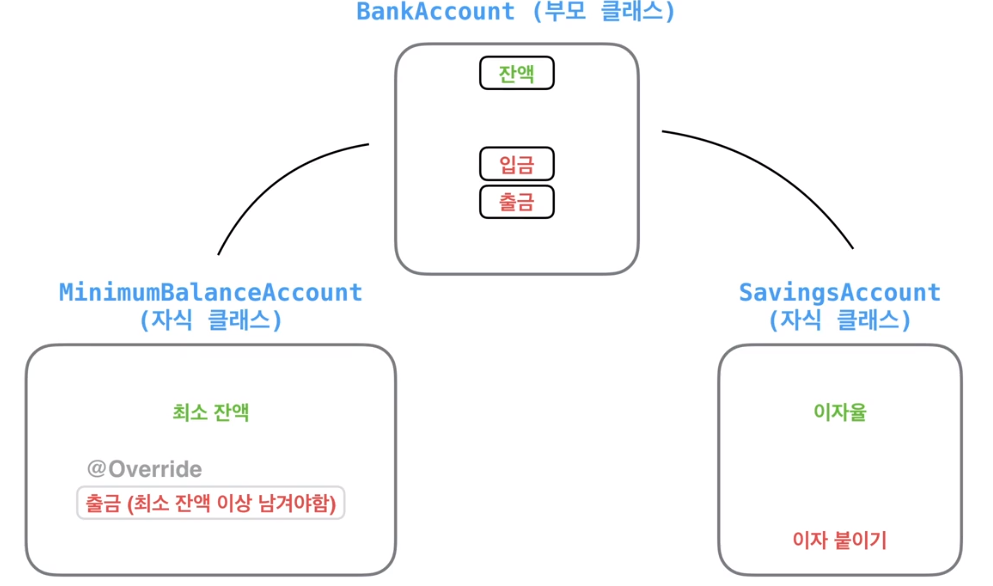 BankAccount (부모 클래스)
잔액
입금
출금
MinimumBalanceAccount
(자식 클래스)
최소 잔액
@Override
출금 (최소 잔액 이상 남겨야함)
SavingsAccount
(자식 클래스)
이자율
이자 붙이기